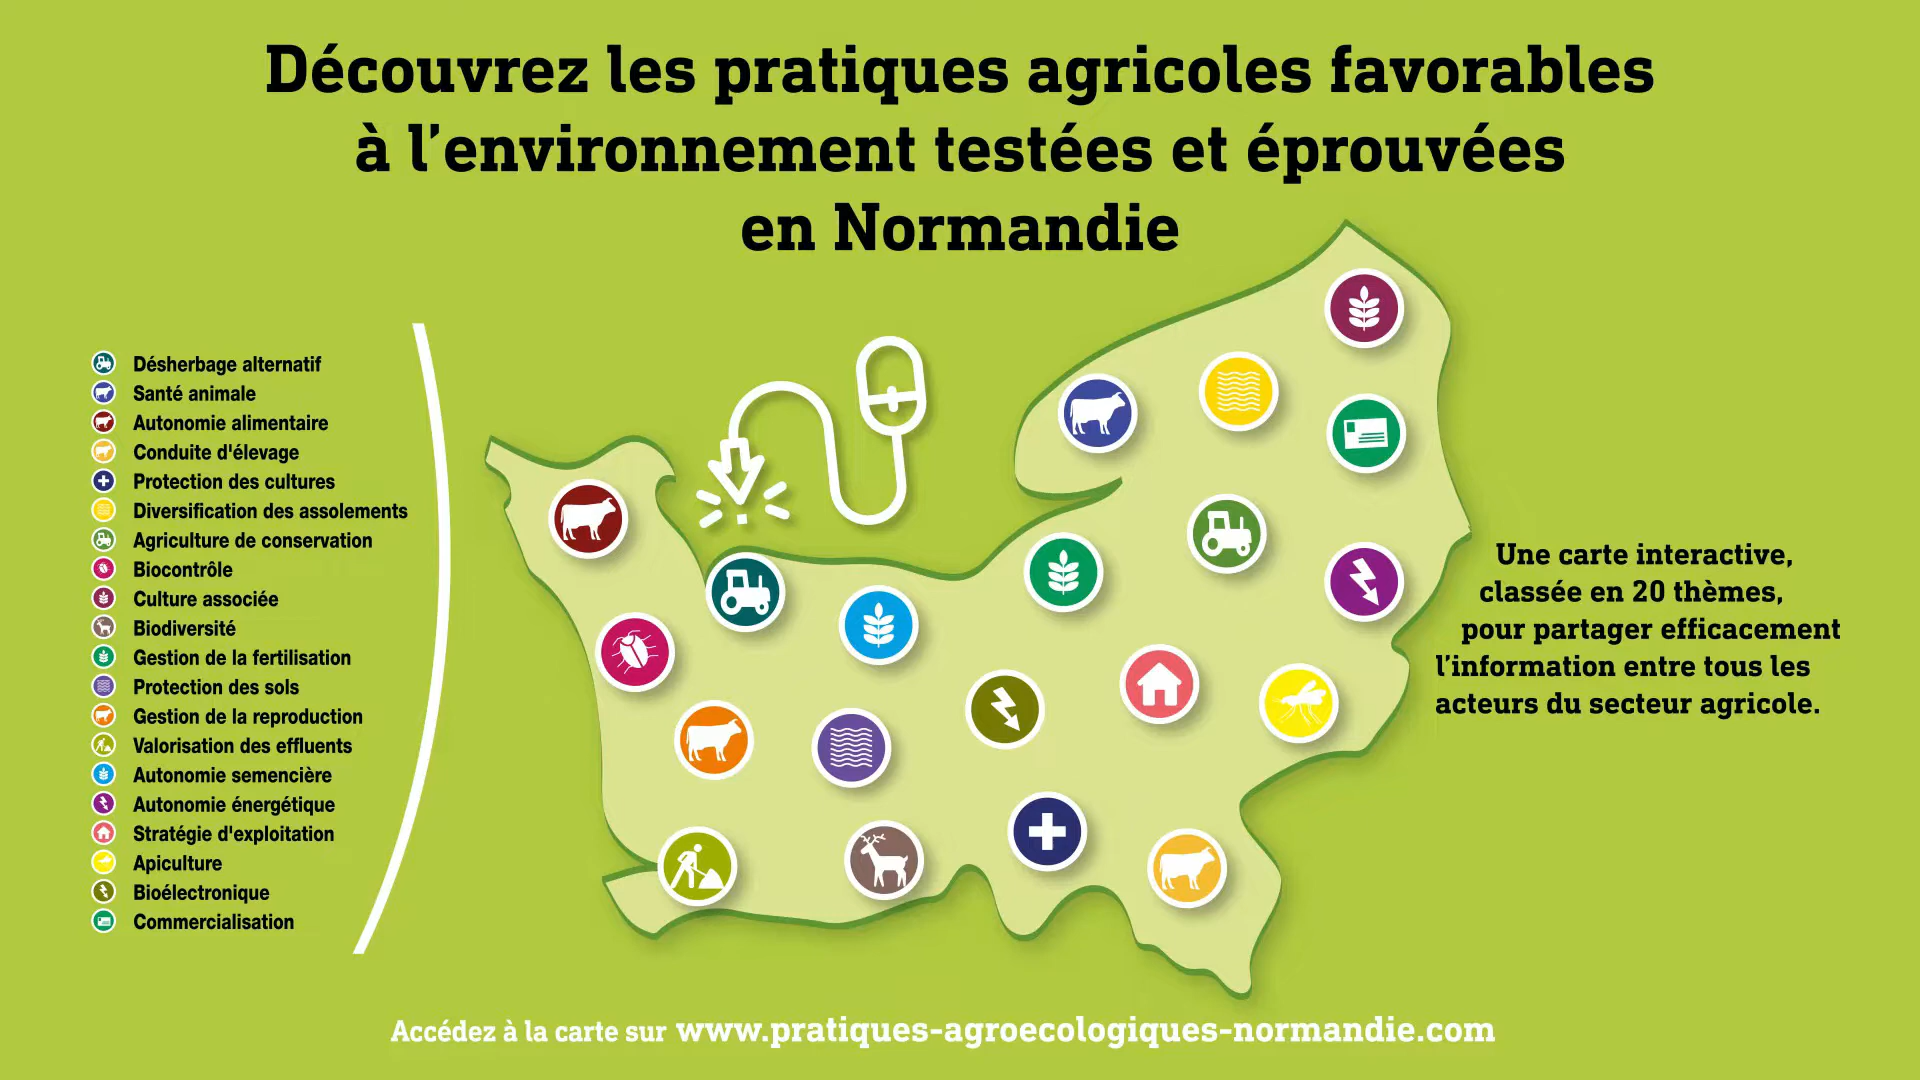 Découvrez les pratiques agricoles favorables
à l'environnement testées et éprouvées
en Normandie
Désherbage alternatif
Santé animale
Autonomie alimentaire
Conduite d'élevage
Protection des cultures
Diversification des assolements
Agriculture de conservation
Biocontrôle
Culture associée
Biodiversité
Gestion de la fertilisation
Protection des sols
Gestion de la reproduction
Valorisation des effluents
Autonomie semencière
Autonomie énergétique
Stratégie d'exploitation
Apiculture
Bioélectronique
Commercialisation
Une carte interactive,
classée en 20 thèmes,
pour partager efficacement
l'information entre tous les
acteurs du secteur agricole.
Accédez à la carte sur www.pratiques-agroecologiques-normandie.com